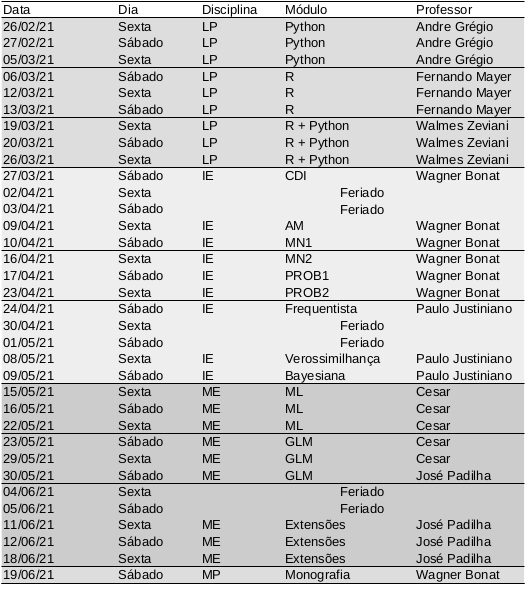 Data Dia Disciplina Módulo Professor
26/02/21 Sexta LP Python Andre Grégio
27/02/21 Sábado LP Python Andre Grégio
05/03/21 Sexta LP Python Andre Grégio
06/03/21 Sábado LP R Fernando Mayer
12/03/21 Sexta LP R Fernando Mayer
13/03/21 Sábado LP R Fernando Mayer
19/03/21 Sexta LP R + Python Walmes Zeviani
20/03/21 Sábado LP R + Python Walmes Zeviani
26/03/21 Sexta LP R + Python Walmes Zeviani
27/03/21 Sábado IE CDI Wagner Bonat
02/04/21 Sexta Feriado
03/04/21 Sábado Feriado
09/04/21 Sexta IE AM Wagner Bonat
10/04/21 Sábado IE MN1 Wagner Bonat
16/04/21 Sexta IE MN2 Wagner Bonat
17/04/21 Sábado IE PROB1 Wagner Bonat
23/04/21 Sexta IE PROB2 Wagner Bonat
24/04/21 Sábado IE Frequentista Paulo Justiniano
30/04/21 Sexta Feriado
01/05/21 Sábado Feriado
08/05/21 Sexta IE Verossimilhança Paulo Justiniano
09/05/21 Sábado IE Bayesiana Paulo Justiniano
15/05/21 Sexta ME ML Cesar
16/05/21 Sábado ME ML Cesar
22/05/21 Sexta ME ML Cesar
23/05/21 Sábado ME GLM Cesar
29/05/21 Sexta ME GLM Cesar
30/05/21 Sábado ME GLM José Padilha
04/06/21 Sexta Feriado
05/06/21 Sábado Feriado
11/06/21 Sexta ME Extensões José Padilha
12/06/21 Sábado ME Extensões José Padilha
18/06/21 Sexta ME Extensões José Padilha
19/06/21 Sábado MP Monografia Wagner Bonat